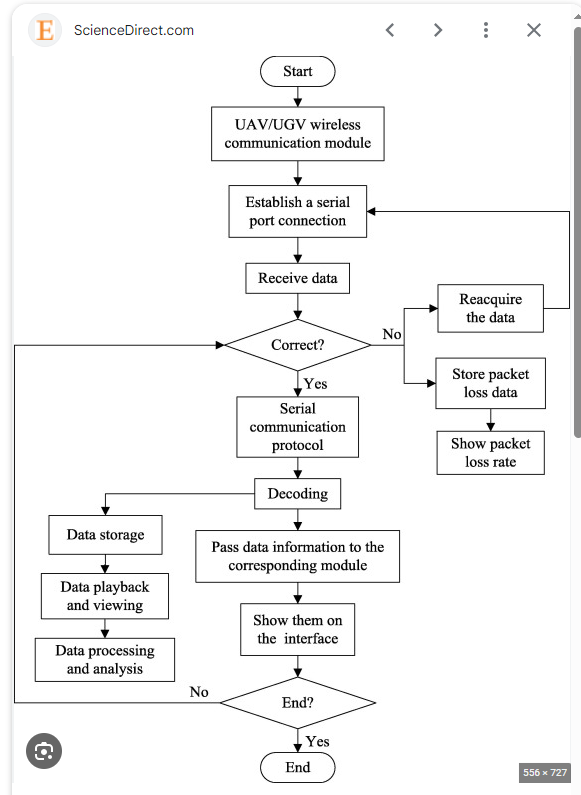 E ScienceDirect.com
Start
UAV/UGV wireless
communication module
Establish a serial
port connection
Receive data
Correct?
No
Reacquire
the data
Store packet
loss data
Show packet
loss rate
Yes
Serial
communication
protocol
Decoding
Data storage
Data playback
and viewing
Data processing
and analysis
Pass data information to the
corresponding module
Show them on
the interface
End?
No
Yes
End
556 × 727